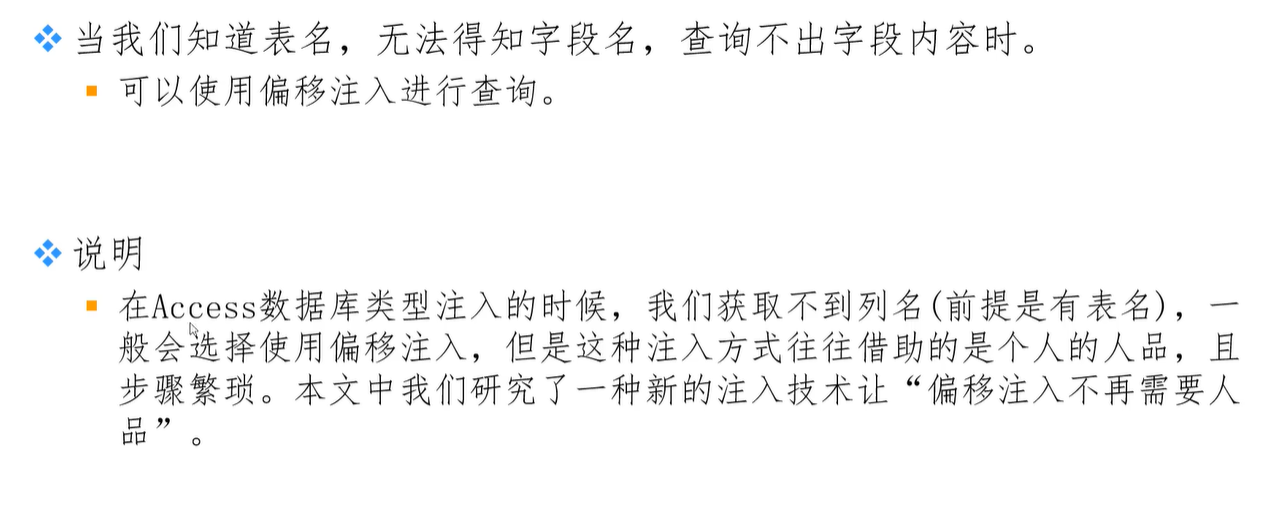 当我们知道表名，无法得知字段名，查询不出字段内容时。
可以使用偏移注入进行查询。
说明
在Access数据库类型注入的时候，我们获取不到列名(前提是有表名)，一
般会选择使用偏移注入，但是这种注入方式往往借助的是个人的人品，且
步骤繁琐。本文中我们研究了一种新的注入技术让“偏移注入不再需要人
品”。